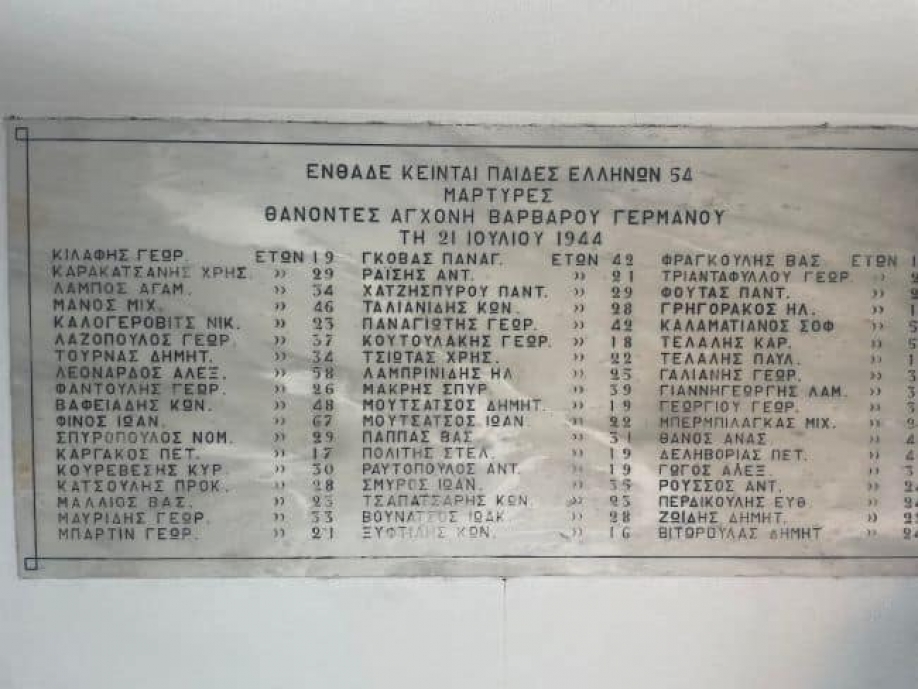 ΕΝΘΑΔΕ ΚΕΙΝΤΑΙ ΠΑΙΔΕΣ ΕΛΛΗΝΩΝ 54
ΜΑΡΤΥΡΕΣ
ΘΑΝΟΝΤΕΣ ΑΓΧΟΝΗ ΒΑΡΒΑΡΟΥ ΓΕΡΜΑΝΟΥ
ΤΗ 21 ΙΟΥΛΙΟΥ 1944
ΚΙΛΑΦΗΣ ΓΕΩΡ. ΕΤΩΝ 19
ΚΑΡΑΚΑΤΣΑΝΗΣ ΧΡΗΣ. » 29
ΛΑΜΠΟΣ ΑΓΑΜ. » 34
ΜΑΝΟΣ ΜΙΧ. » 46
ΚΑΛΟΓΕΡΟΒΙΤΣ ΝΙΚ. » 23
ΛΑΖΟΠΟΥΛΟΣ ΓΕΩΡ. » 37
ΤΟΥΡΝΑΣ ΔΗΜΗΤ. » 34
ΛΕΟΝΑΡΔΟΣ ΑΛΕΞ. » 58
ΦΑΝΤΟΥΛΗΣ ΓΕΩΡ. » 26
ΒΑΦΕΙΑΔΗΣ ΚΩΝ. » 48
ΦΙΝΟΣ ΙΩΑΝ. » 67
ΣΠΥΡΟΠΟΥΛΟΣ ΝΟΜ. » 29
ΚΑΡΓΑΚΟΣ ΠΕΤ. » 17
ΚΟΥΡΕΒΕΣΗΣ ΚΥΡ. » 30
ΚΑΤΣΟΥΛΗΣ ΠΡΟΚ. » 28
ΜΑΛΛΙΟΣ ΒΑΣ. » 23
ΜΑΥΡΙΔΗΣ ΓΕΩΡ. » 33
ΜΠΑΡΤΙΝ ΓΕΩΡ. » 21
ΓΚΟΒΑΣ ΠΑΝΑΓ. ΕΤΩΝ 42
ΡΑΙΣΗΣ ΑΝΤ. » 21
ΧΑΤΖΗΣΠΥΡΟΥ ΠΑΝΤ. » 29
ΤΑΛΙΑΝΙΔΗΣ ΚΩΝ. » 28
ΠΑΝΑΓΙΩΤΗΣ ΓΕΩΡ. » 42
ΚΟΥΤΟΥΛΑΚΗΣ ΓΕΩΡ. » 18
ΤΣΙΩΤΑΣ ΧΡΗΣ. » 22
ΛΑΜΠΡΙΝΙΔΗΣ ΗΛ » 25
ΜΑΚΡΗΣ ΣΠΥΡ » 39
ΜΟΥΤΣΑΤΣΟΣ ΔΗΜΗΤ. » 19
ΜΟΥΤΣΑΤΣΟΣ ΙΩΑΝ. » 22
ΠΑΠΠΑΣ ΒΑΣ. » 31
ΠΟΛΙΤΗΣ ΣΤΕΛ. » 19
ΡΑΥΤΟΠΟΥΛΟΣ ΑΝΤ. » 19
ΣΜΥΡΟΣ ΙΩΑΝ. » 35
ΤΣΑΠΑΤΣΑΡΗΣ ΚΩΝ. » 23
ΒΟΥΝΑΤΣΟΣ ΙΩΑΚ. » 28
ΞΥΦΤΙΛΗΣ ΚΩΝ. » 16
ΦΡΑΓΚΟΥΛΗΣ ΒΑΣ. ΕΤΩΝ
ΤΡΙΑΝΤΑΦΥΛΛΟΥ ΓΕΩΡ. »
ΦΟΥΤΑΣ ΠΑΝΤ. »
ΓΡΗΓΟΡΑΚΟΣ ΗΛ. »
ΚΑΛΑΜΑΤΙΑΝΟΣ ΣΟΦ »
ΤΕΛΑΛΗΣ ΚΑΡ. »
ΤΕΛΑΛΗΣ ΠΑΥΛ. »
ΓΑΛΙΑΝΗΣ ΓΕΩΡ. »
ΓΙΑΝΝΗΓΕΩΡΓΗΣ ΛΑΜ. »
ΓΕΩΡΓΙΟΥ ΓΕΩΡ. »
ΜΠΕΡΜΠΙΛΑΓΚΑΣ ΜΙΧ. »
ΘΑΝΟΣ ΑΝΑΣ. »
ΔΕΛΗΒΟΡΙΑΣ ΠΕΤ. »
ΓΩΓΟΣ ΑΛΕΞ. »
ΡΟΥΣΣΟΣ ΑΝΤ. »
ΠΕΡΔΙΚΟΥΛΗΣ ΕΥΘ. »
ΖΩΙΔΗΣ ΔΗΜΗΤ. »
ΒΙΤΟΡΟΥΛΑΣ ΔΗΜΗΤ »